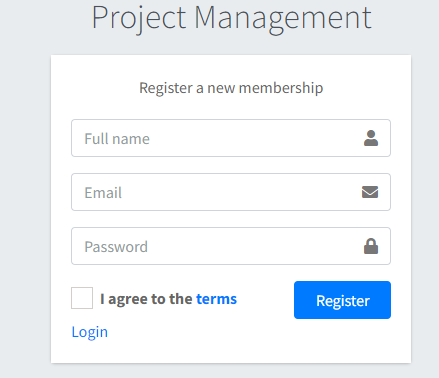 Project Management
Register a new membership
Full name
Email
Password
I agree to the terms
Register
Login